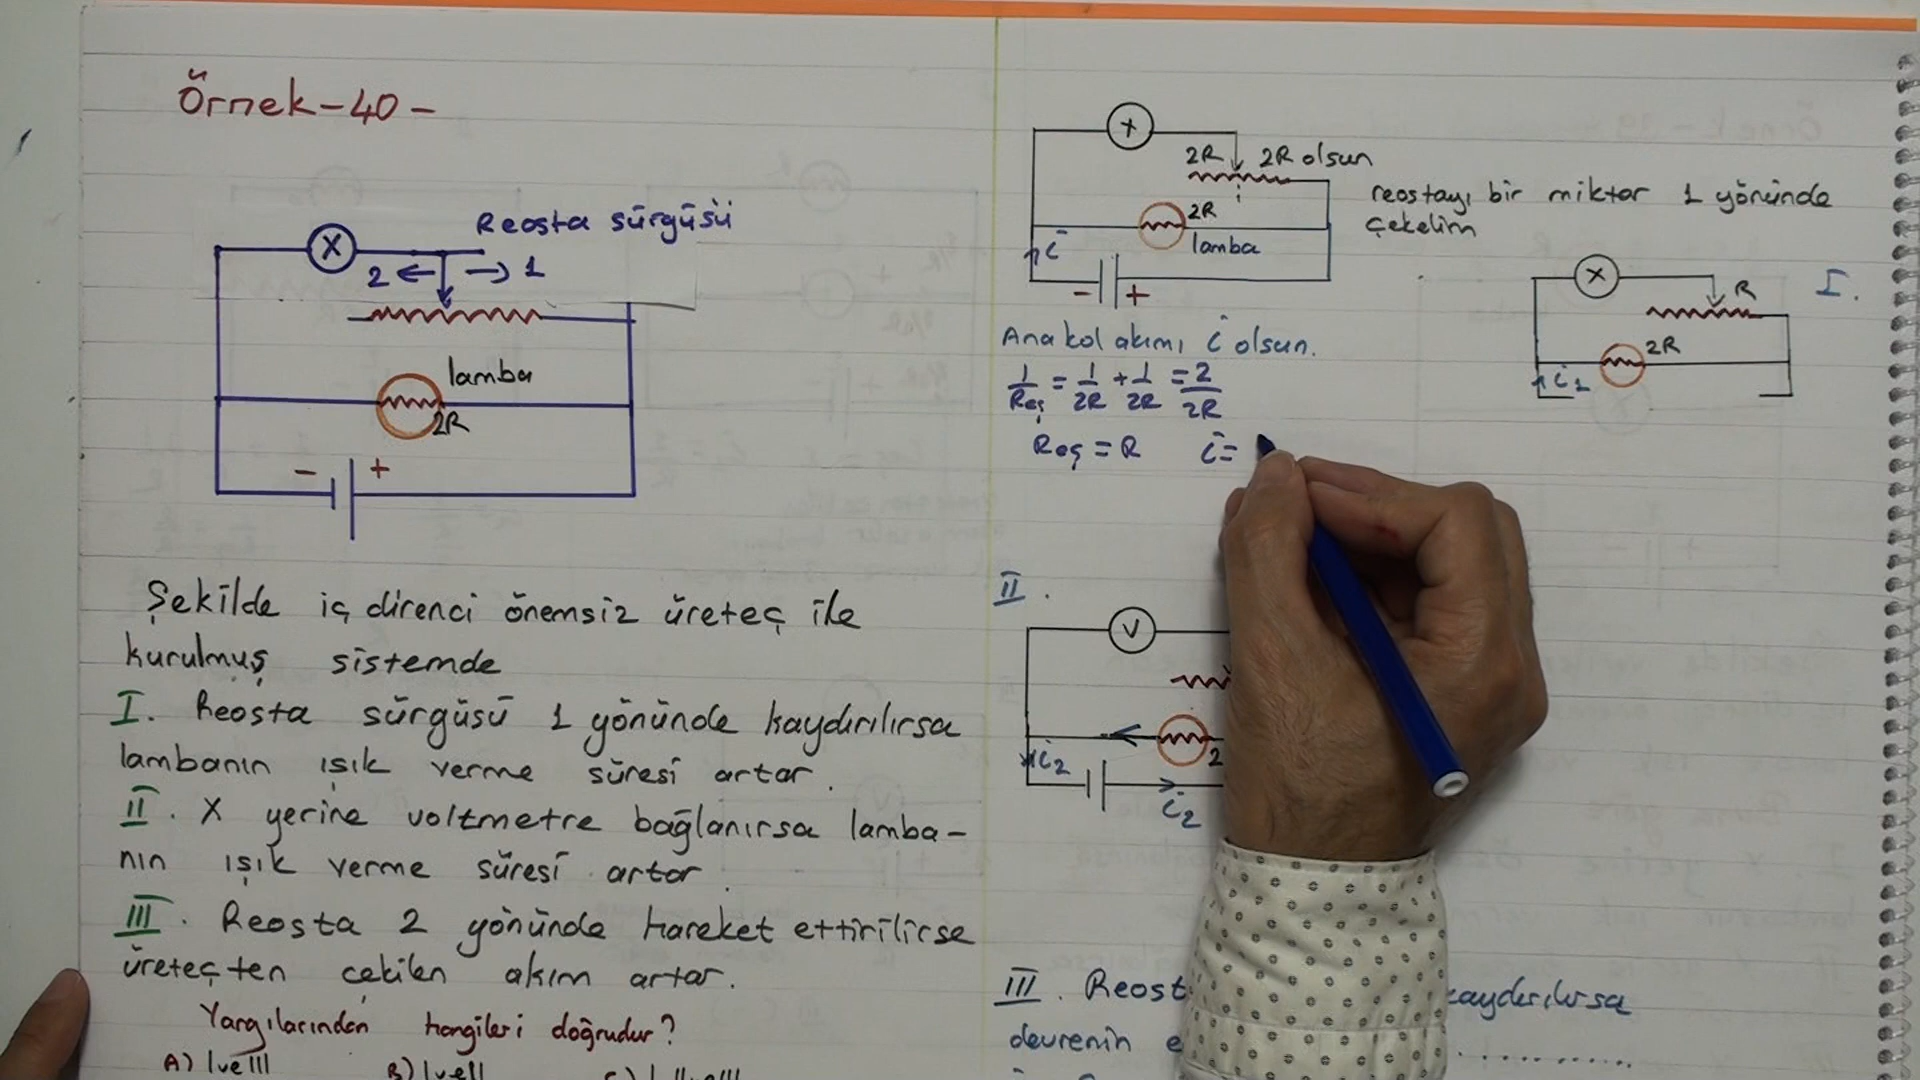 Örnek-40-
Reosta sürgüsü
X
2 ← → 1
lamba
2R
- +
Şekilde iç direnci önemsiz üreteç ile
kurulmuş sistemde
I. Reosta sürgüsü 1 yönünde kaydırılırsa
lambanın ışık verme süresi artar.
II. X yerine voltmetre bağlanırsa lamba-
nın ışık verme süresi artar.
III. Reosta 2 yönünde hareket ettirilirse
üreteçten çekilen akım artar.
Yargılarından hangileri doğrudur?
A) I ve III B) I ve II
X
2R 2R olsun
2R
lamba
i
- +
reostayı bir miktar 1 yönünde
çekelim
Ana kol akımı i olsun.
1/Reş = 1/2R + 1/2R = 2/2R
Reş = R i =
X
R
I.
2R
i1
II.
V
2
i2
i2
III. Reost kaydırılırsa
devrenin e ..............